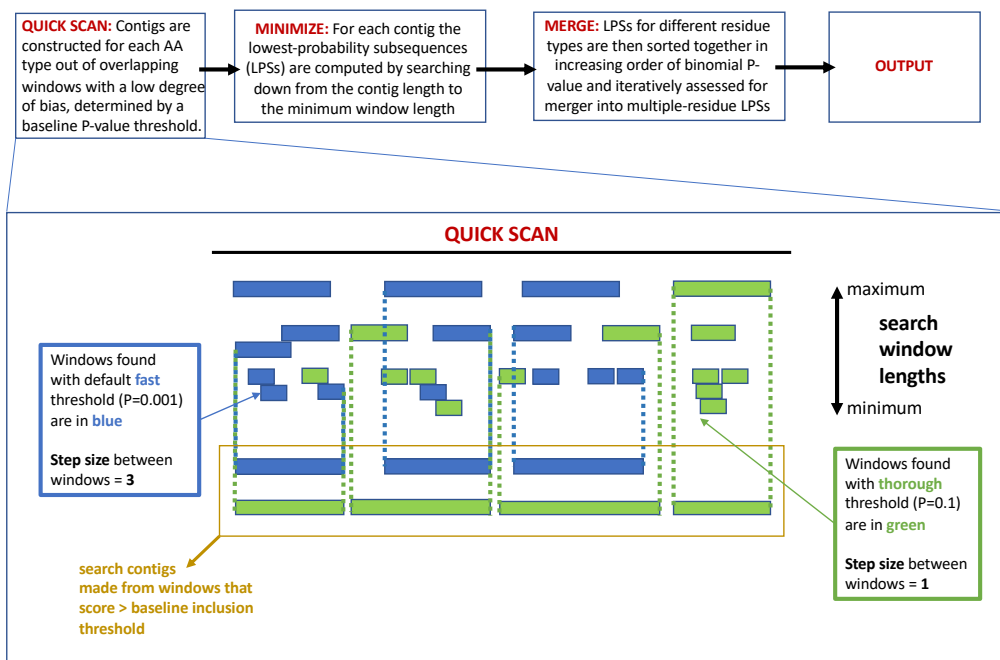 QUICK SCAN: Contigs are
constructed for each AA
type out of overlapping
windows with a low degree
of bias, determined by a
baseline P-value threshold.
MINIMIZE: For each contig the
lowest-probability subsequences
(LPSs) are computed by searching
down from the contig length to
the minimum window length
MERGE: LPSs for different residue
types are then sorted together in
increasing order of binomial P-
value and iteratively assessed for
merger into multiple-residue LPSs
OUTPUT
QUICK SCAN
maximum
search
window
lengths
minimum
Windows found
with default fast
threshold (P=0.001)
are in blue
Step size between
windows = 3
Windows found
with thorough
threshold (P=0.1)
are in green
Step size between
windows = 1
search contigs
made from windows that
score > baseline inclusion
threshold